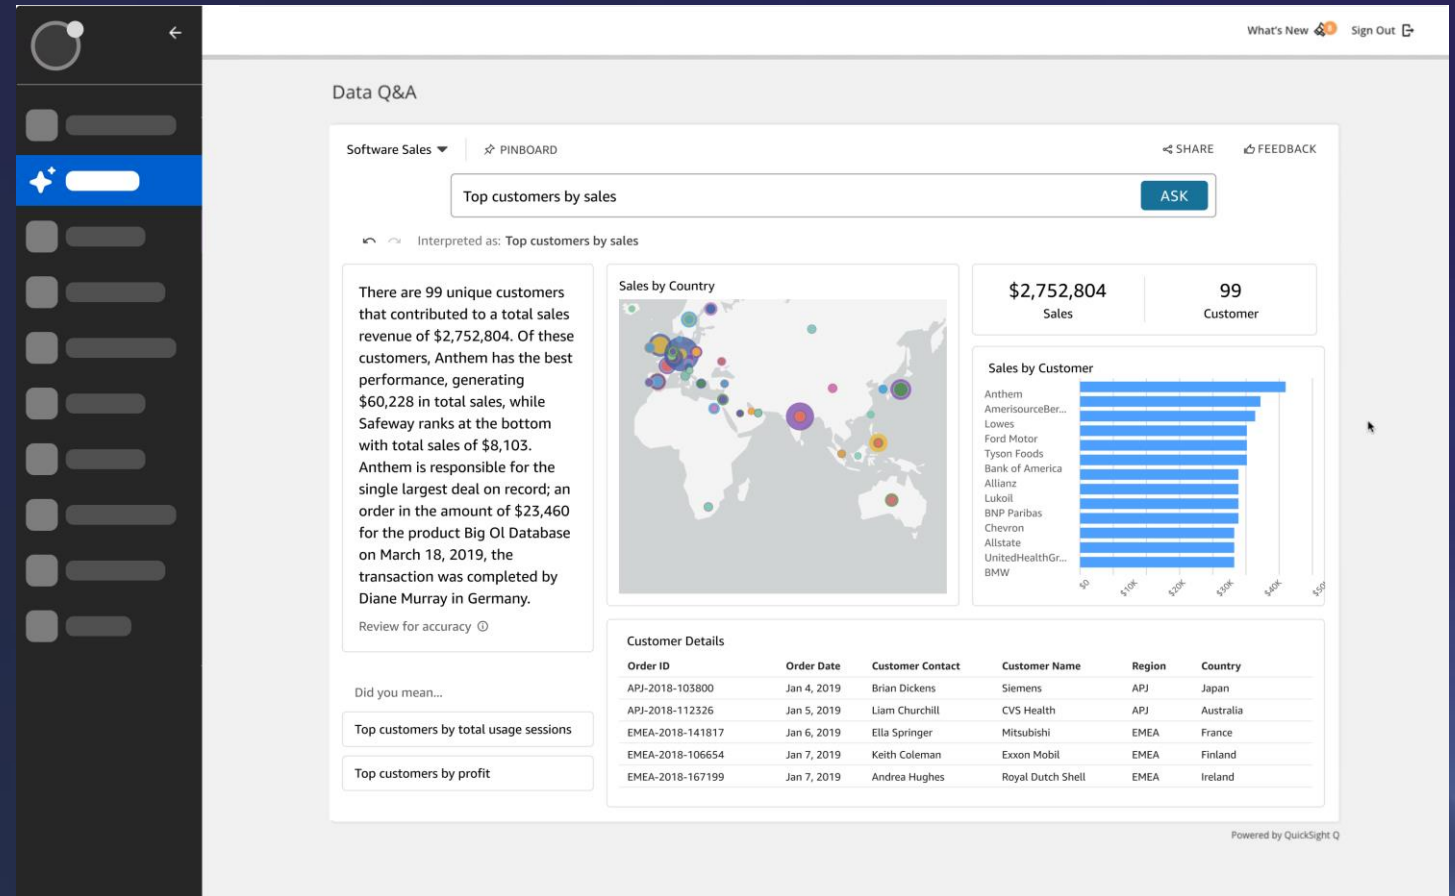 What's New
Sign Out
Data Q&A
Software Sales
PINBOARD
SHARE
FEEDBACK
Top customers by sales
ASK
Interpreted as: Top customers by sales
There are 99 unique customers
that contributed to a total sales
revenue of $2,752,804. Of these
customers, Anthem has the best
performance, generating
$60,228 in total sales, while
Safeway ranks at the bottom
with total sales of $8,103.
Anthem is responsible for the
single largest deal on record; an
order in the amount of $23,460
for the product Big Ol Database
on March 18, 2019, the
transaction was completed by
Diane Murray in Germany.
Review for accuracy
Did you mean...
Top customers by total usage sessions
Top customers by profit
Sales by Country
$2,752,804
Sales
99
Customer
Sales by Customer
Anthem
AmerisourceBer...
Lowes
Ford Motor
Tyson Foods
Bank of America
Allianz
Lukoil
BNP Paribas
Chevron
Allstate
UnitedHealthGr...
BMW
$0 $10K $20K $30K $40K
Customer Details
Order ID Order Date Customer Contact Customer Name Region Country
APJ-2018-103800 Jan 4, 2019 Brian Dickens Siemens APJ Japan
APJ-2018-112326 Jan 5, 2019 Liam Churchill CVS Health APJ Australia
EMEA-2018-141817 Jan 6, 2019 Ella Springer Mitsubishi EMEA France
EMEA-2018-106654 Jan 7, 2019 Keith Coleman Exxon Mobil EMEA Finland
EMEA-2018-167199 Jan 7, 2019 Andrea Hughes Royal Dutch Shell EMEA Ireland
Powered by QuickSight Q